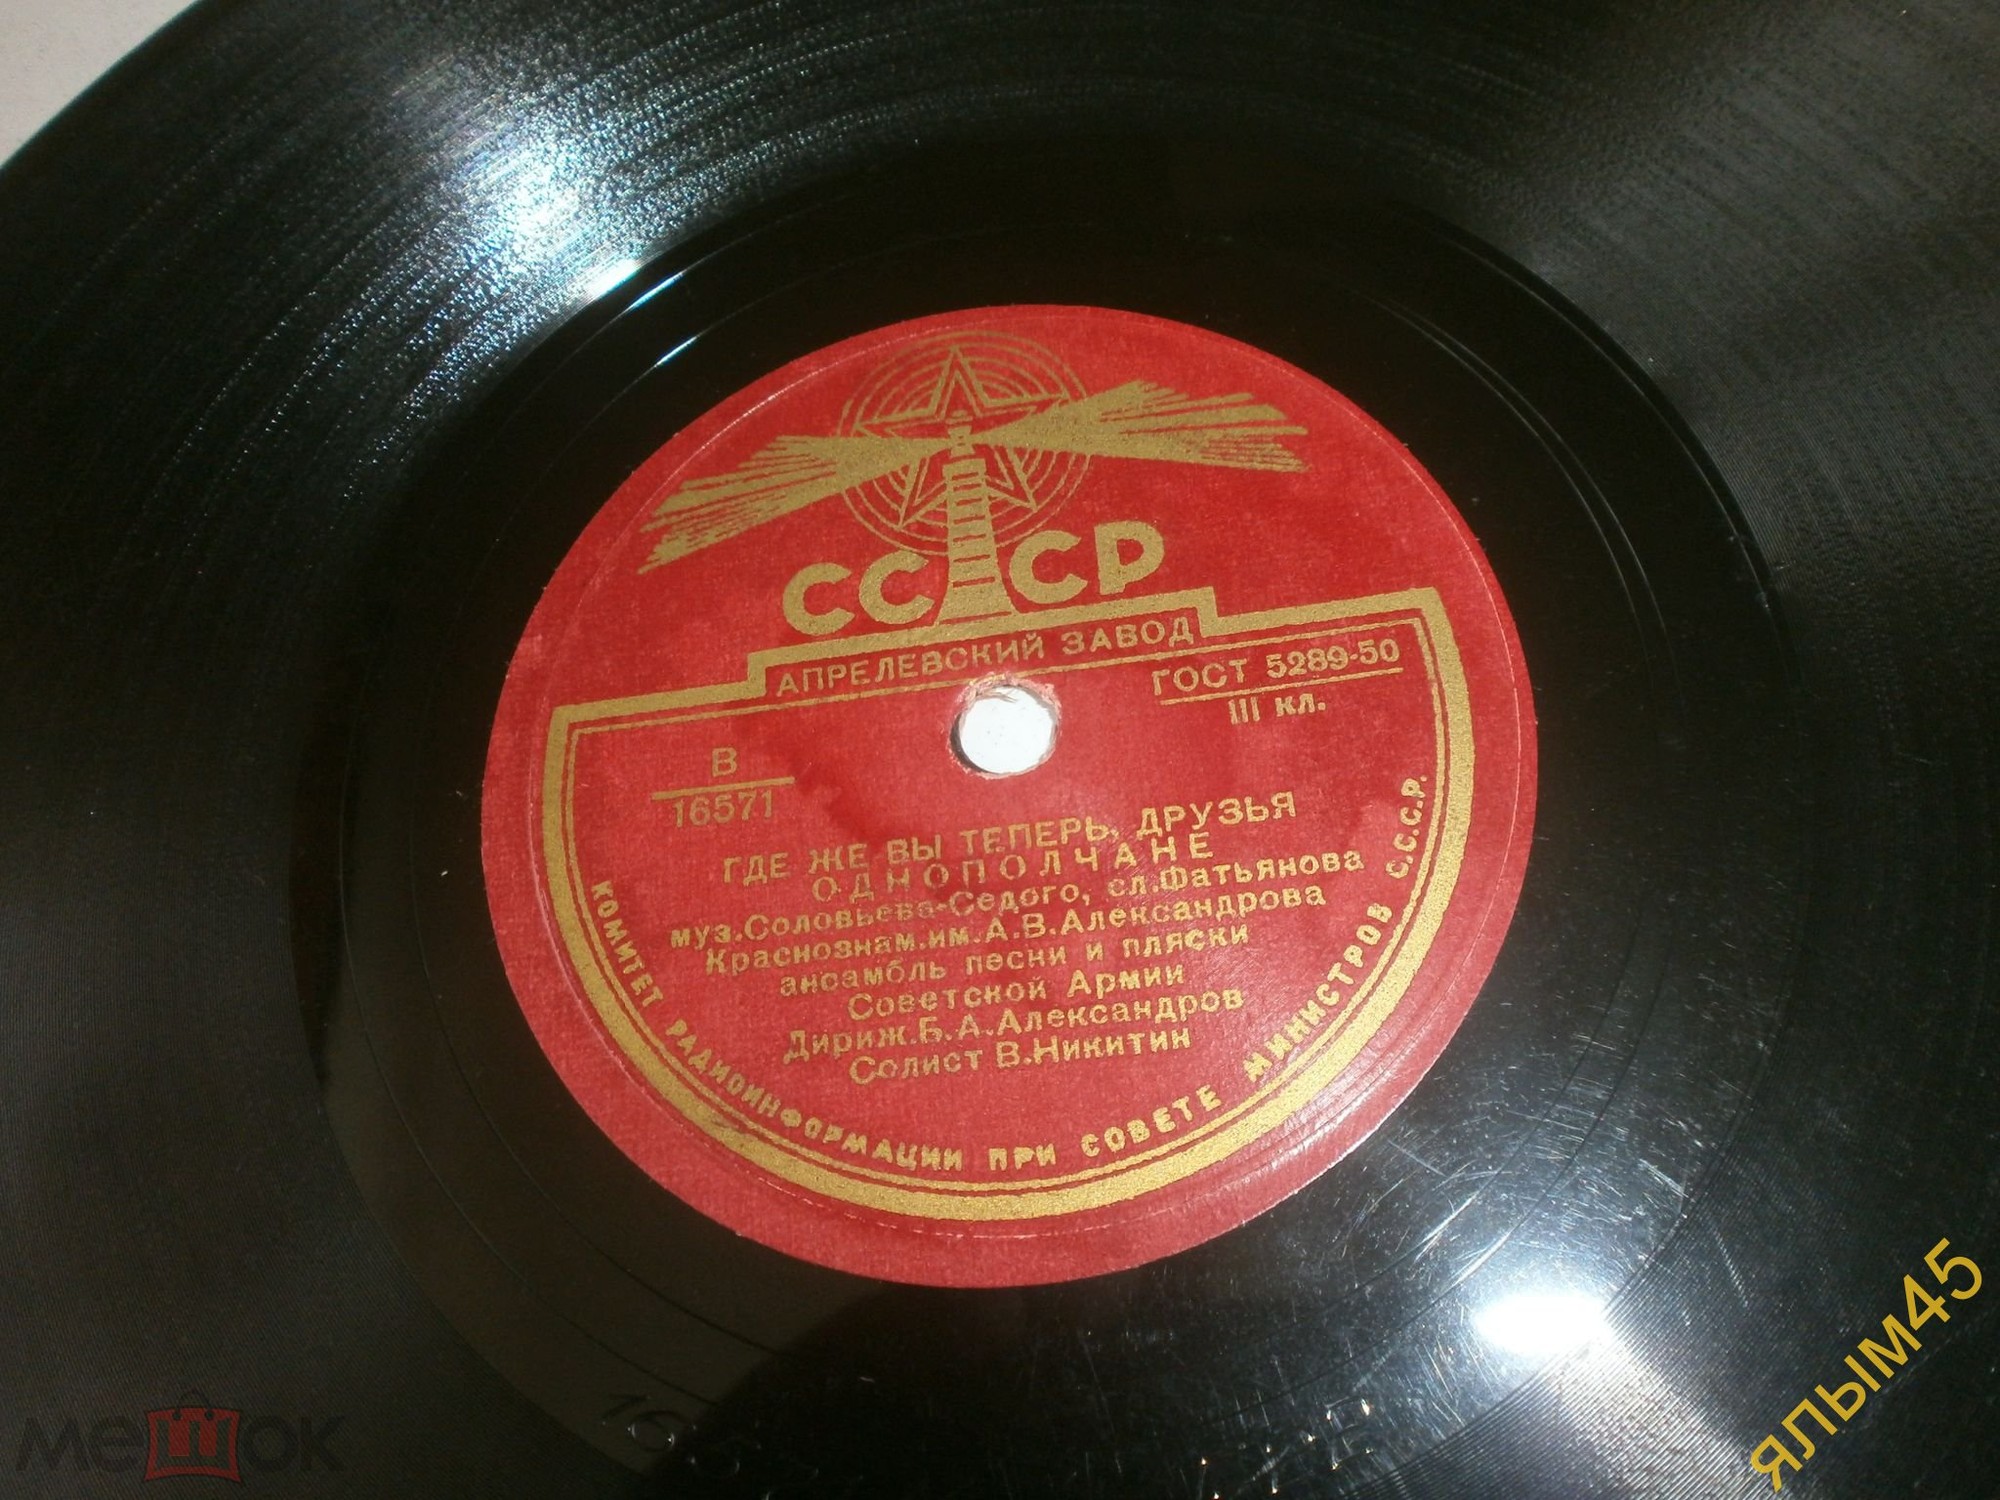 СССР
АПРЕЛЕВСКИЙ ЗАВОД
ГОСТ 5289-50
III кл.
В
16571
ГДЕ ЖЕ ВЫ ТЕПЕРЬ, ДРУЗЬЯ
ОДНОПОЛЧАНЕ
муз.Соловьева-Седого, сл.Фатьянова
Краснознам.им.А.В.Александрова
ансамбль песни и пляски
Советской Армии
Дириж.Б.А.Александров
Солист В.Никитин
КОМИТЕТ РАДИОИНФОРМАЦИИ ПРИ СОВЕТЕ МИНИСТРОВ С.С.С.Р.
мешок
ялым45